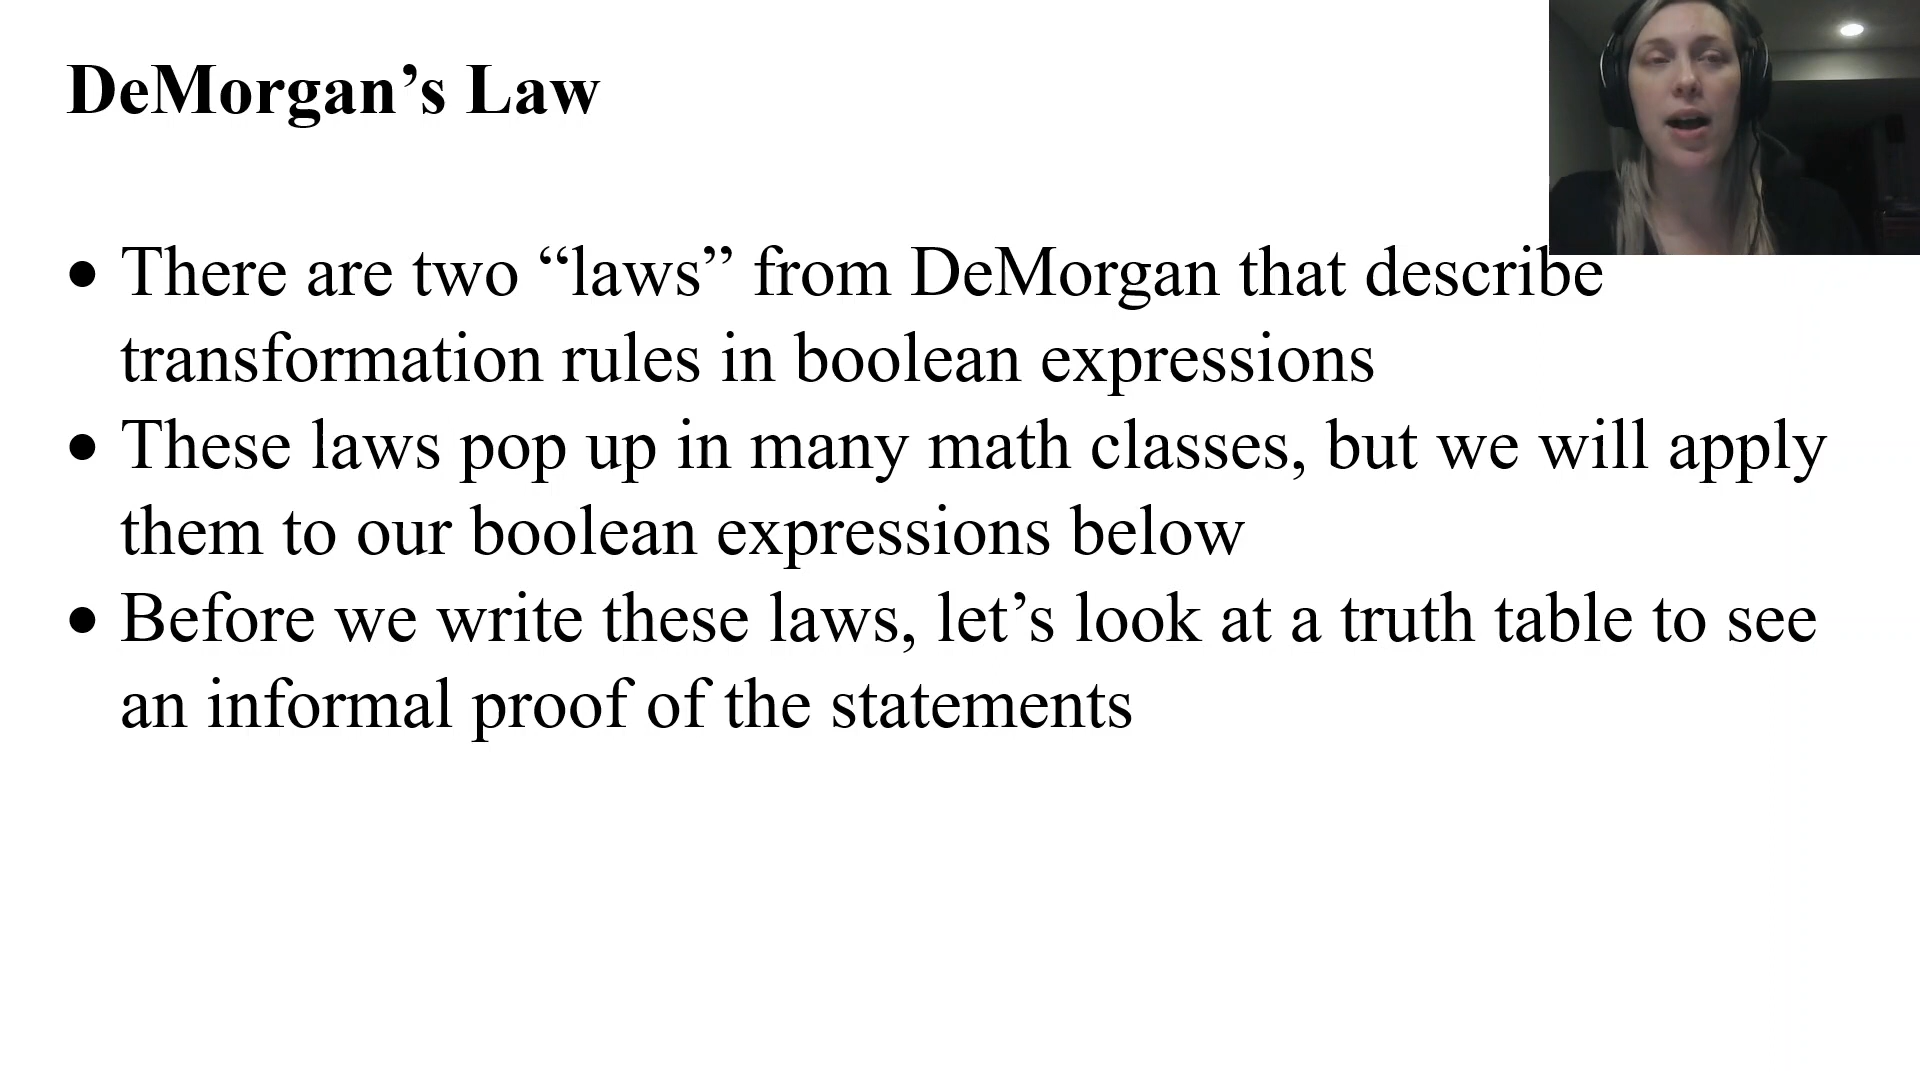 DeMorgan’s Law
• There are two “laws” from DeMorgan that describe
transformation rules in boolean expressions
• These laws pop up in many math classes, but we will apply
them to our boolean expressions below
• Before we write these laws, let’s look at a truth table to see
an informal proof of the statements